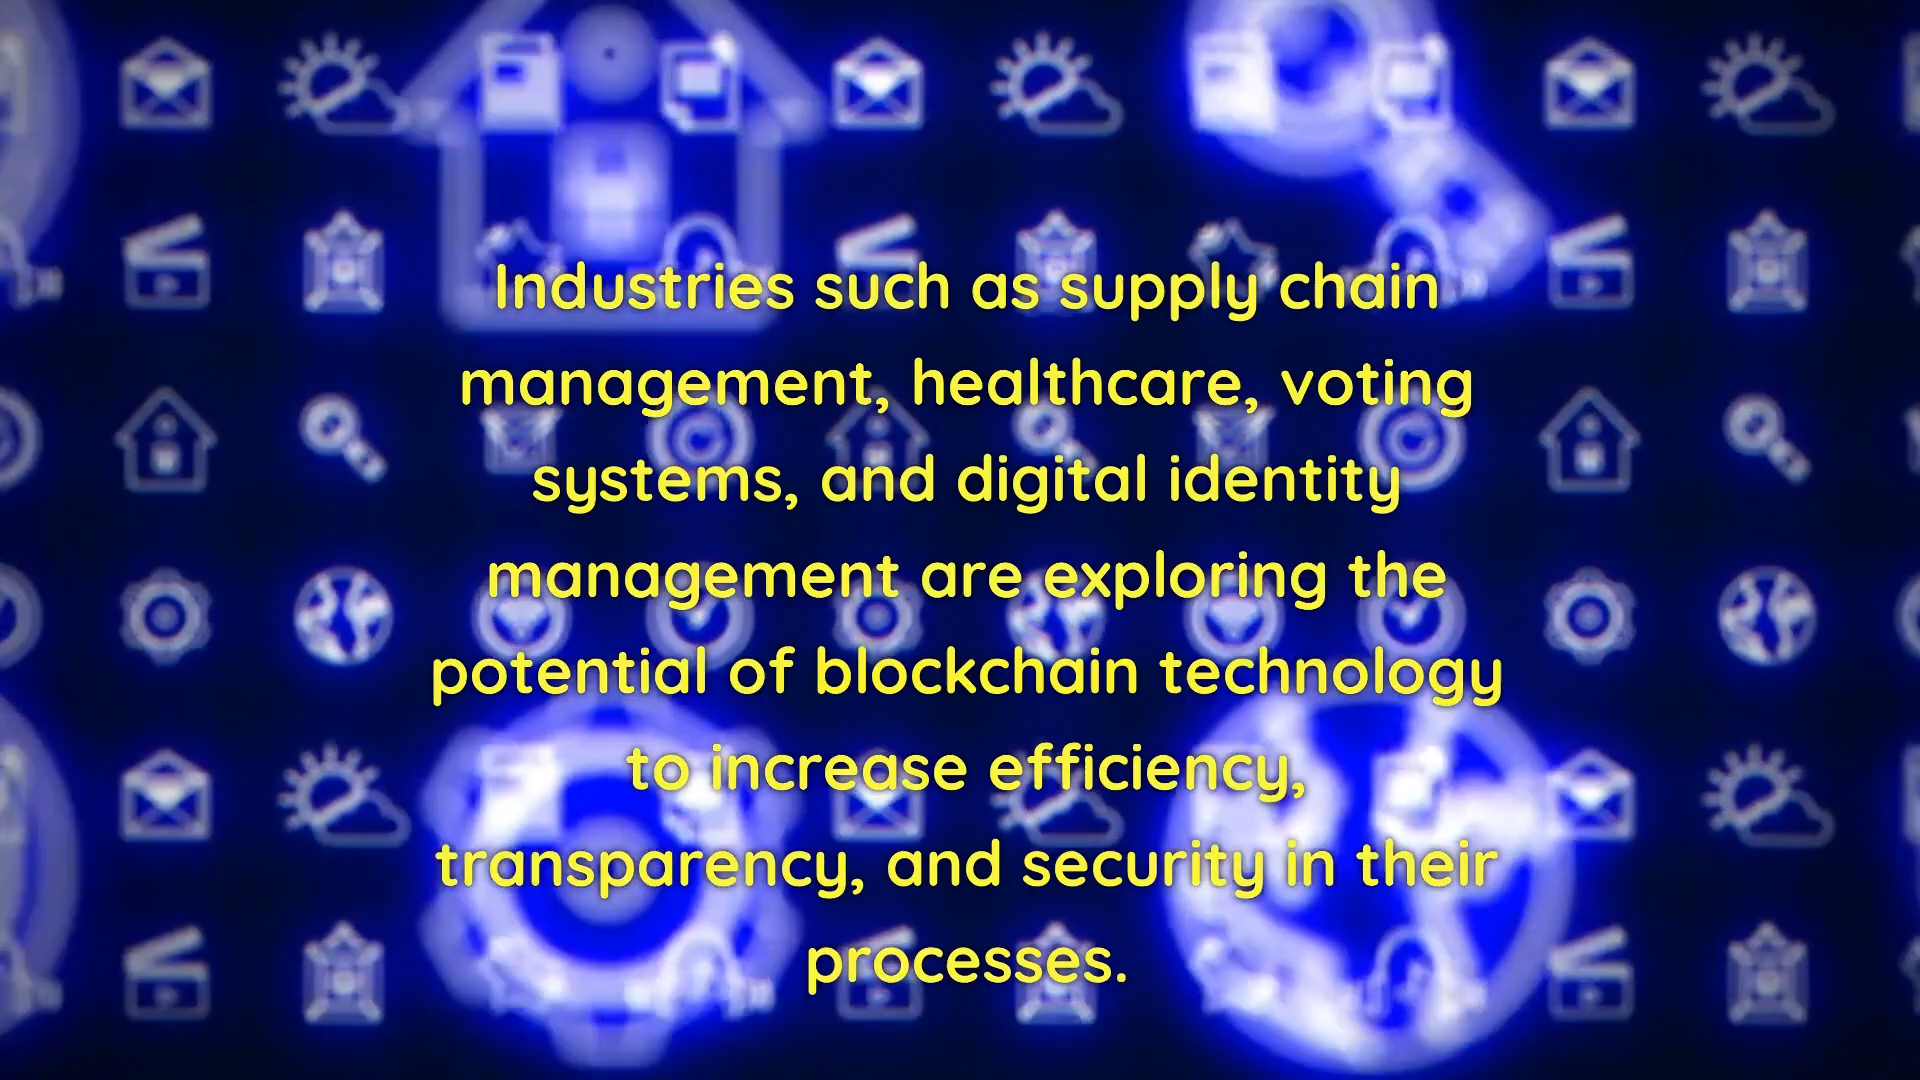 Industries such as supply chain
management, healthcare, voting
systems, and digital identity
management are exploring the
potential of blockchain technology
to increase efficiency,
transparency, and security in their
processes.